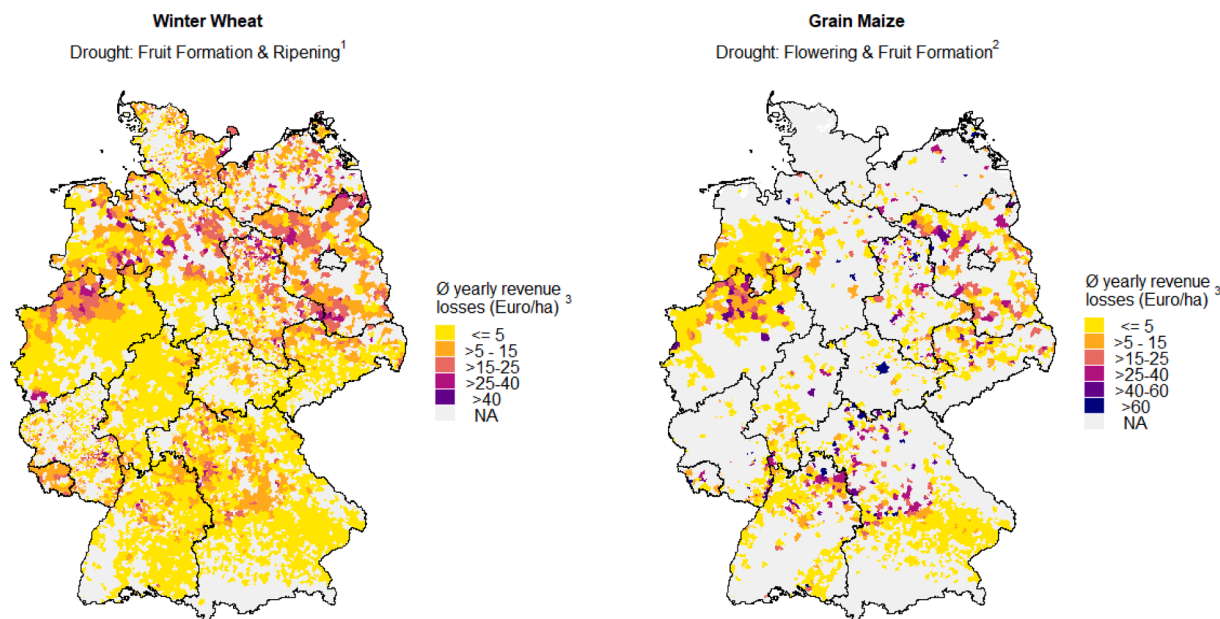 Winter Wheat
Drought: Fruit Formation & Ripening1
Ø yearly revenue
losses (Euro/ha) 3
<= 5
>5 - 15
>15-25
>25-40
>40
NA
Grain Maize
Drought: Flowering & Fruit Formation2
Ø yearly revenue
losses (Euro/ha) 3
<= 5
>5 - 15
>15-25
>25-40
>40-60
>60
NA